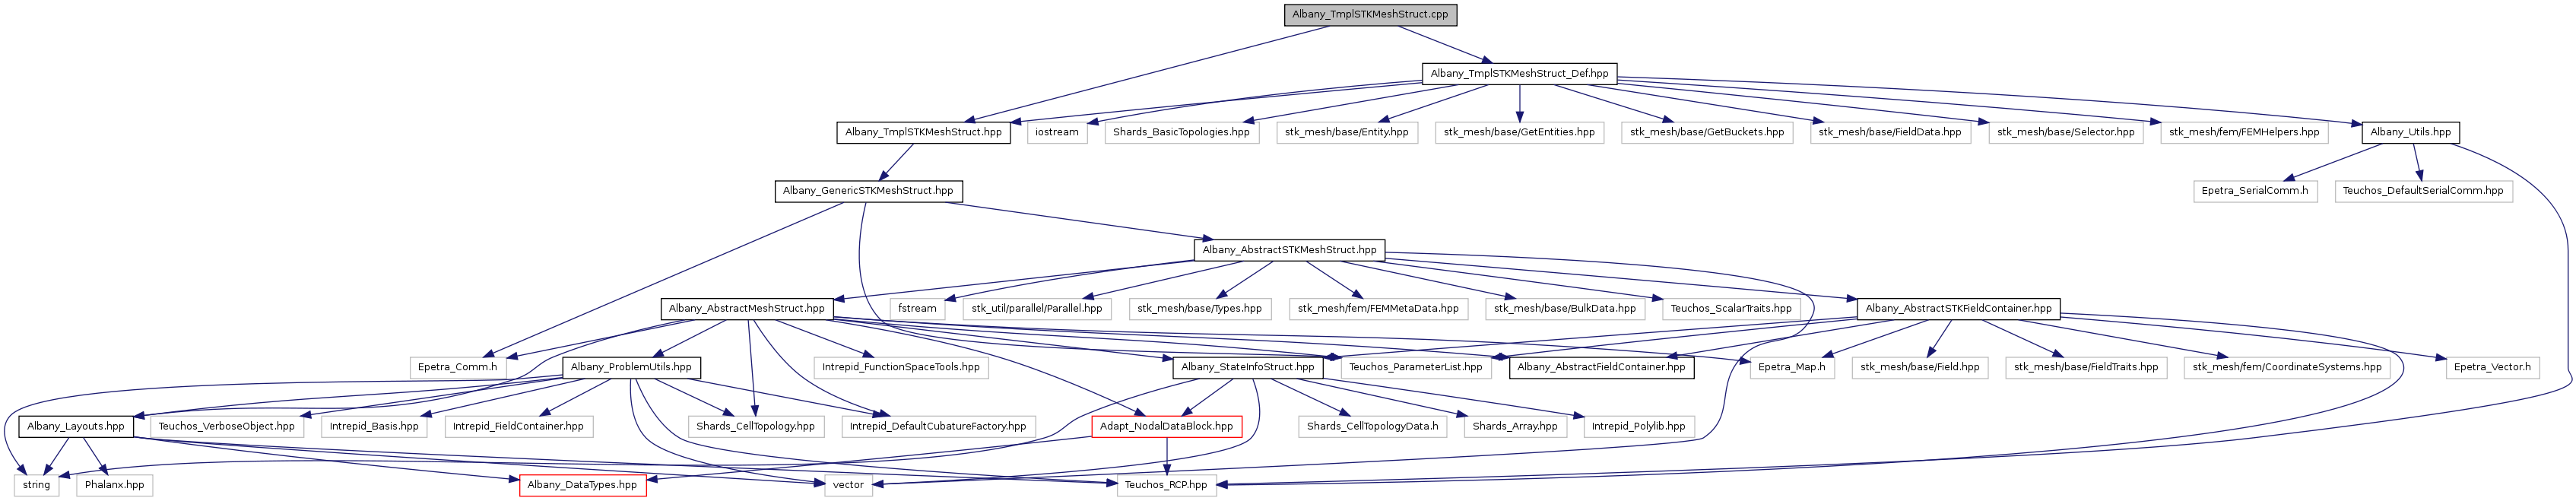 Albany_TmplSTKMeshStruct.cpp
Albany_TmplSTKMeshStruct_Def.hpp
Albany_TmplSTKMeshStruct.hpp
iostream
Shards_BasicTopologies.hpp
stk_mesh/base/Entity.hpp
stk_mesh/base/GetEntities.hpp
stk_mesh/base/GetBuckets.hpp
stk_mesh/base/FieldData.hpp
stk_mesh/base/Selector.hpp
stk_mesh/fem/FEMHelpers.hpp
Albany_Utils.hpp
Albany_GenericSTKMeshStruct.hpp
Epetra_SerialComm.h
Teuchos_DefaultSerialComm.hpp
Albany_AbstractSTKMeshStruct.hpp
Albany_AbstractMeshStruct.hpp
fstream
stk_util/parallel/Parallel.hpp
stk_mesh/base/Types.hpp
stk_mesh/fem/FEMMetaData.hpp
stk_mesh/base/BulkData.hpp
Teuchos_ScalarTraits.hpp
Albany_AbstractSTKFieldContainer.hpp
Epetra_Comm.h
Albany_ProblemUtils.hpp
Intrepid_FunctionSpaceTools.hpp
Albany_StateInfoStruct.hpp
Teuchos_ParameterList.hpp
Albany_AbstractFieldContainer.hpp
Epetra_Map.h
stk_mesh/base/Field.hpp
stk_mesh/base/FieldTraits.hpp
stk_mesh/fem/CoordinateSystems.hpp
Epetra_Vector.h
Albany_Layouts.hpp
Teuchos_VerboseObject.hpp
Intrepid_Basis.hpp
Intrepid_FieldContainer.hpp
Shards_CellTopology.hpp
Intrepid_DefaultCubatureFactory.hpp
Adapt_NodalDataBlock.hpp
Shards_CellTopologyData.h
Shards_Array.hpp
Intrepid_Polylib.hpp
string
Phalanx.hpp
Albany_DataTypes.hpp
vector
Teuchos_RCP.hpp